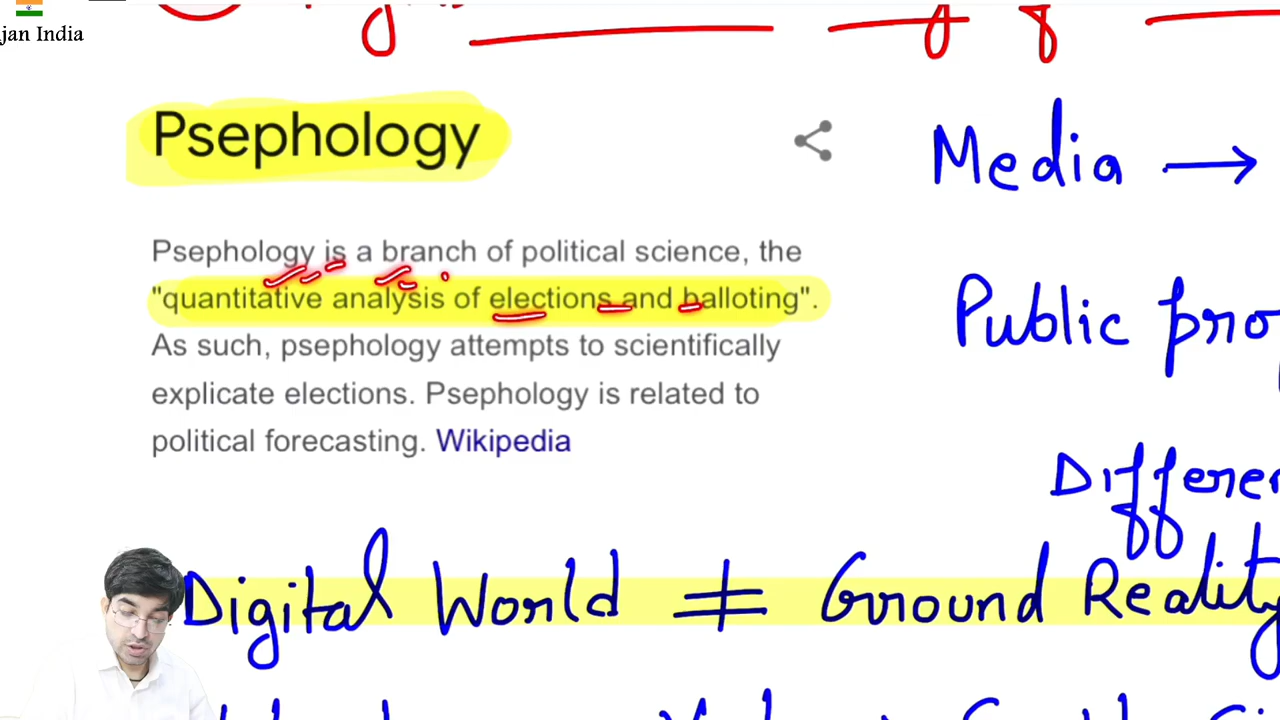 jan India
Psephology
Media →
Psephology is a branch of political science, the
"quantitative analysis of elections and balloting".
As such, psephology attempts to scientifically
explicate elections. Psephology is related to
political forecasting. Wikipedia
Public pro
Differen
Digital World ≠ Ground Reality